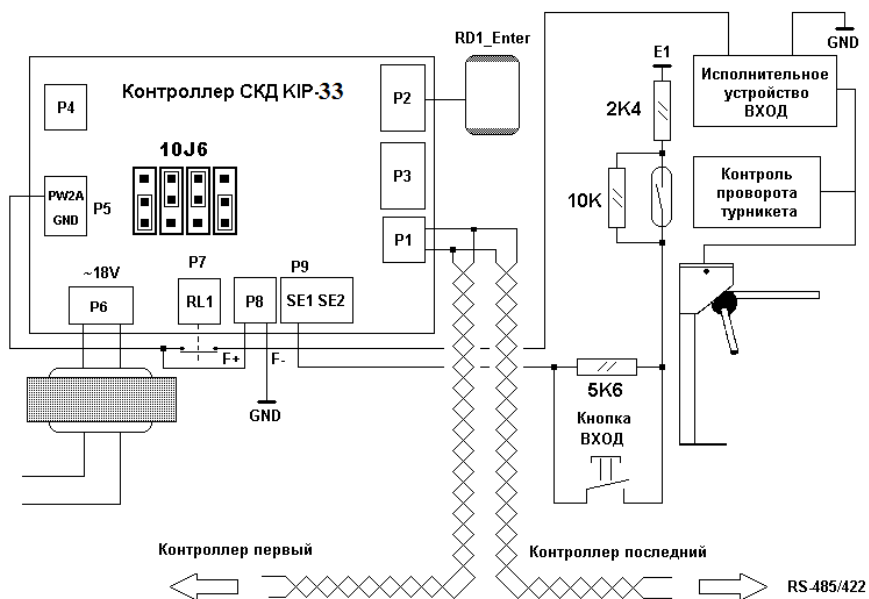 RD1_Enter
E1
GND
Контроллер СКД KIP-33
P4
P2
Исполнительное
устройство
ВХОД
2K4
10J6
P3
Контроль
проворота
турникета
10K
PW2A
GND
P5
P1
P7
P9
~18V
P6
RL1
P8
SE1 SE2
F+
F-
GND
5K6
Кнопка
ВХОД
Контроллер первый
Контроллер последний
RS-485/422